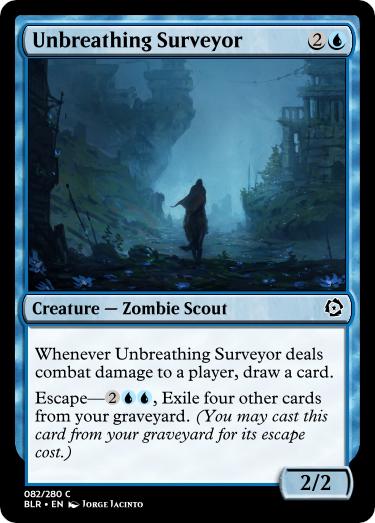 Unbreathing Surveyor 2
Creature — Zombie Scout
Whenever Unbreathing Surveyor deals
combat damage to a player, draw a card.
Escape—2, Exile four other cards
from your graveyard. (You may cast this
card from your graveyard for its escape
cost.)
2/2
082/280 C
BLR • EN Jorge Jacinto